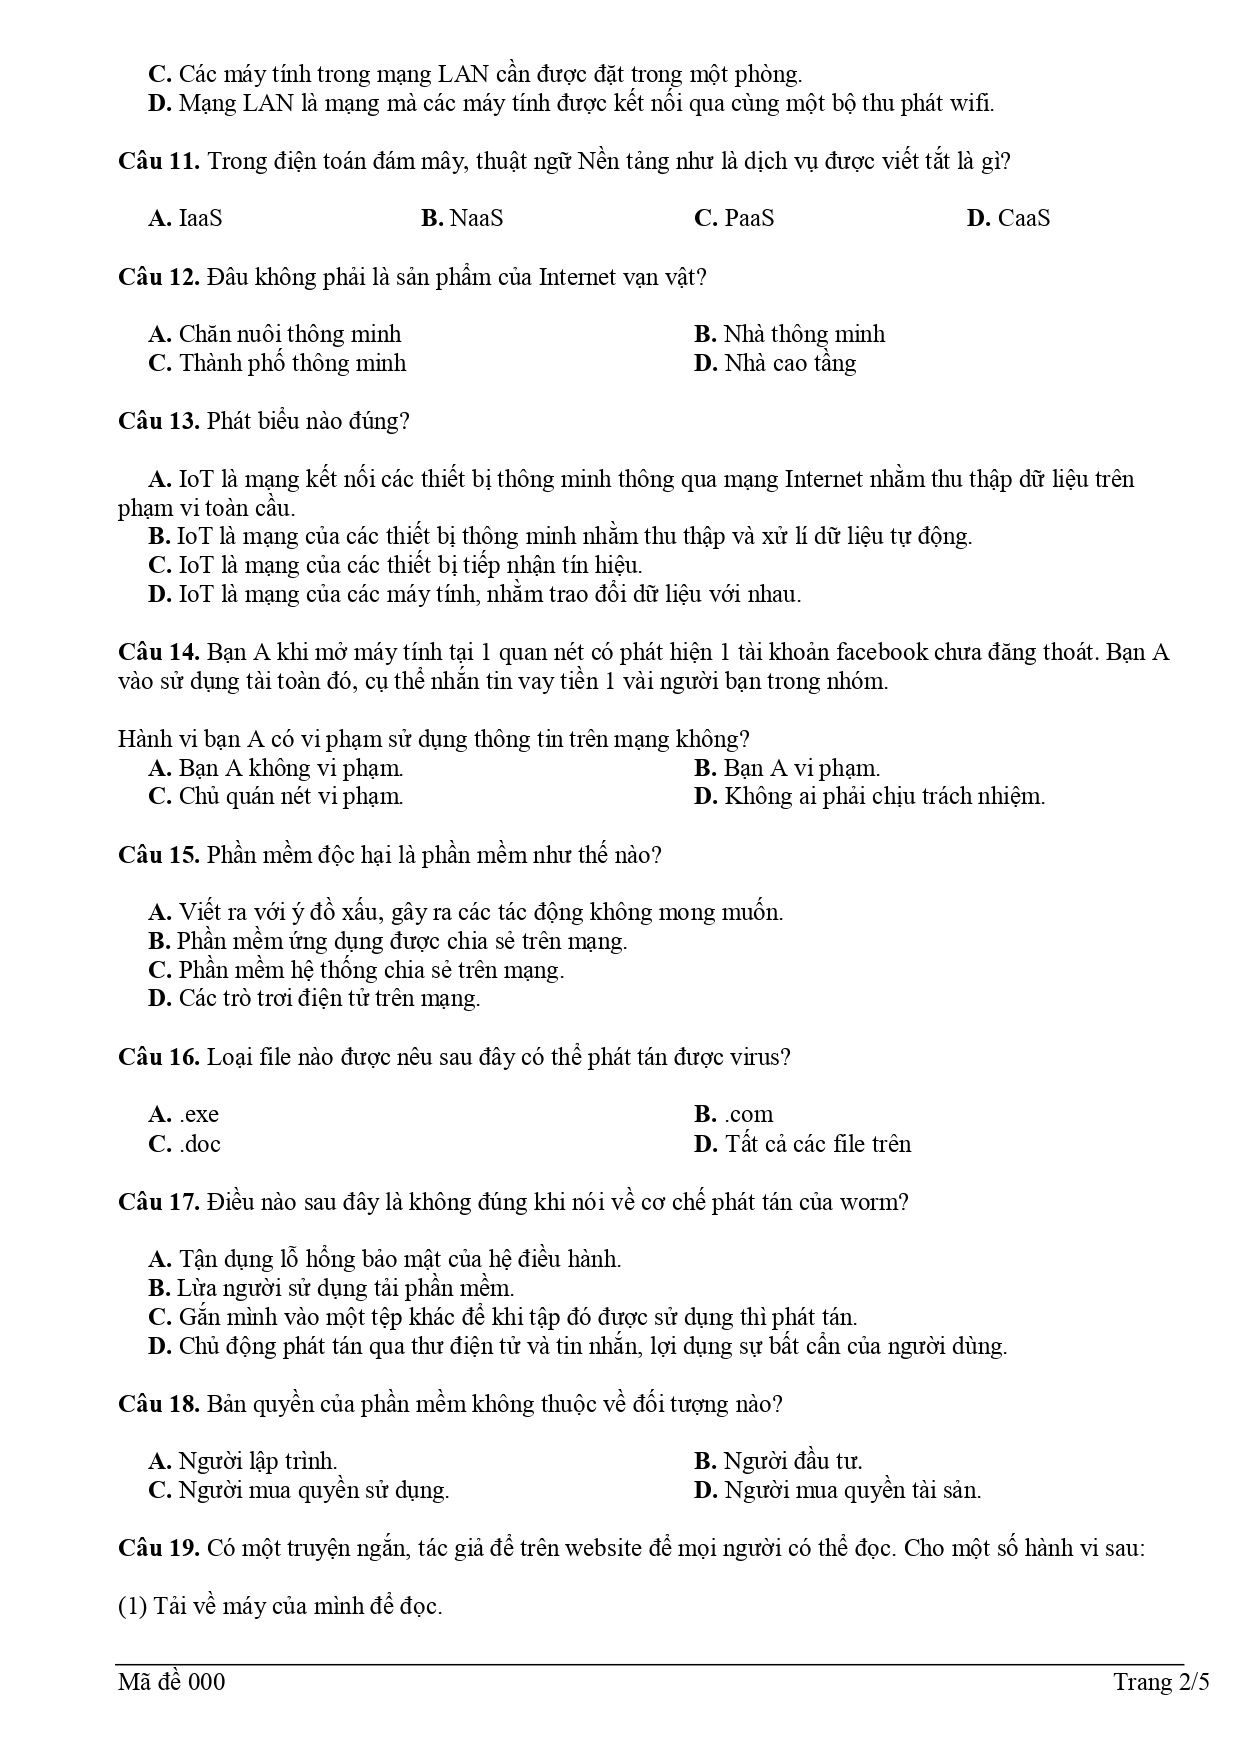 C. Các máy tính trong mạng LAN cần được đặt trong một phòng.
D. Mạng LAN là mạng mà các máy tính được kết nối qua cùng một bộ thu phát wifi.
Câu 11. Trong điện toán đám mây, thuật ngữ Nền tảng như là dịch vụ được viết tắt là gì?
A. IaaS B. NaaS C. PaaS D. CaaS
Câu 12. Đâu không phải là sản phẩm của Internet vạn vật?
A. Chăn nuôi thông minh B. Nhà thông minh
C. Thành phố thông minh D. Nhà cao tầng
Câu 13. Phát biểu nào đúng?
A. IoT là mạng kết nối các thiết bị thông minh thông qua mạng Internet nhằm thu thập dữ liệu trên
phạm vi toàn cầu.
B. IoT là mạng của các thiết bị thông minh nhằm thu thập và xử lí dữ liệu tự động.
C. IoT là mạng của các thiết bị tiếp nhận tín hiệu.
D. IoT là mạng của các máy tính, nhằm trao đổi dữ liệu với nhau.
Câu 14. Bạn A khi mở máy tính tại 1 quan nét có phát hiện 1 tài khoản facebook chưa đăng thoát. Bạn A
vào sử dụng tài toàn đó, cụ thể nhắn tin vay tiền 1 vài người bạn trong nhóm.
Hành vi bạn A có vi phạm sử dụng thông tin trên mạng không?
A. Bạn A không vi phạm. B. Bạn A vi phạm.
C. Chủ quán nét vi phạm. D. Không ai phải chịu trách nhiệm.
Câu 15. Phần mềm độc hại là phần mềm như thế nào?
A. Viết ra với ý đồ xấu, gây ra các tác động không mong muốn.
B. Phần mềm ứng dụng được chia sẻ trên mạng.
C. Phần mềm hệ thống chia sẻ trên mạng.
D. Các trò trơi điện tử trên mạng.
Câu 16. Loại file nào được nêu sau đây có thể phát tán được virus?
A. .exe B. .com
C. .doc D. Tất cả các file trên
Câu 17. Điều nào sau đây là không đúng khi nói về cơ chế phát tán của worm?
A. Tận dụng lỗ hổng bảo mật của hệ điều hành.
B. Lừa người sử dụng tải phần mềm.
C. Gắn mình vào một tệp khác để khi tập đó được sử dụng thì phát tán.
D. Chủ động phát tán qua thư điện tử và tin nhắn, lợi dụng sự bất cẩn của người dùng.
Câu 18. Bản quyền của phần mềm không thuộc về đối tượng nào?
A. Người lập trình. B. Người đầu tư.
C. Người mua quyền sử dụng. D. Người mua quyền tài sản.
Câu 19. Có một truyện ngắn, tác giả để trên website để mọi người có thể đọc. Cho một số hành vi sau:
(1) Tải về máy của mình để đọc.
Mã đề 000 Trang 2/5